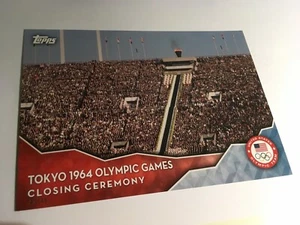 Topps
TOKYO 1964 OLYMPIC GAMES
CLOSING CEREMONY